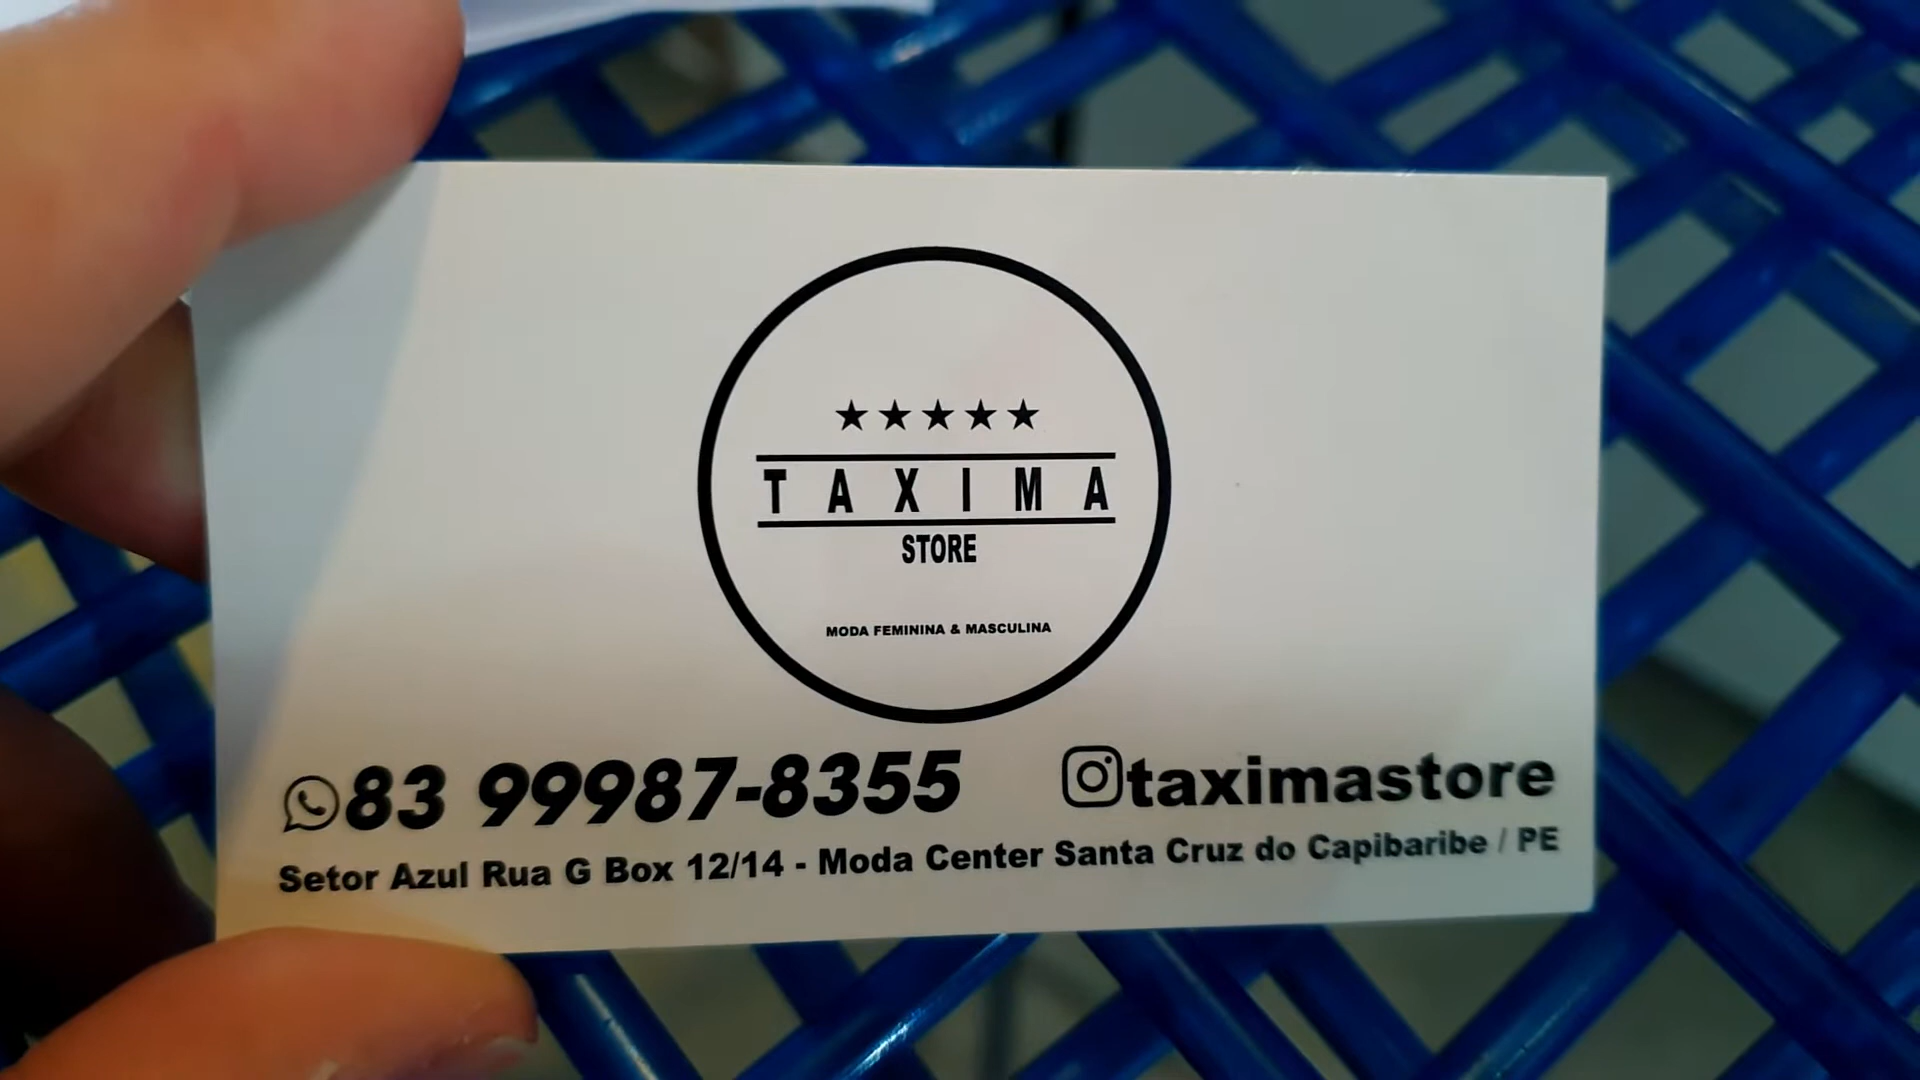 ★★★★★
TAXIMA
STORE
MODA FEMININA & MASCULINA
83 99987-8355
taximastore
Setor Azul Rua G Box 12/14 - Moda Center Santa Cruz do Capibaribe / PE